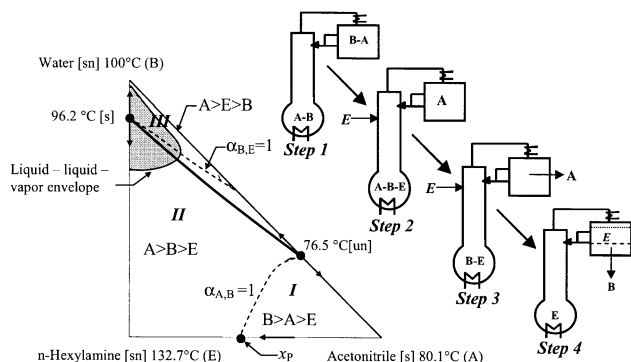 Water [sn] 100°C (B)
96.2 °C [s]
III
A>E>B
αB,E=1
Liquid – liquid –
vapor envelope
II
A>B>E
76.5 °C[un]
αA,B =1
I
B>A>E
n-Hexylamine [sn] 132.7°C (E)
xP
Acetonitrile [s] 80.1°C (A)
B-A
A-B
Step 1
A
E
A-B-E
Step 2
A
E
B-E
Step 3
E
B
E
Step 4